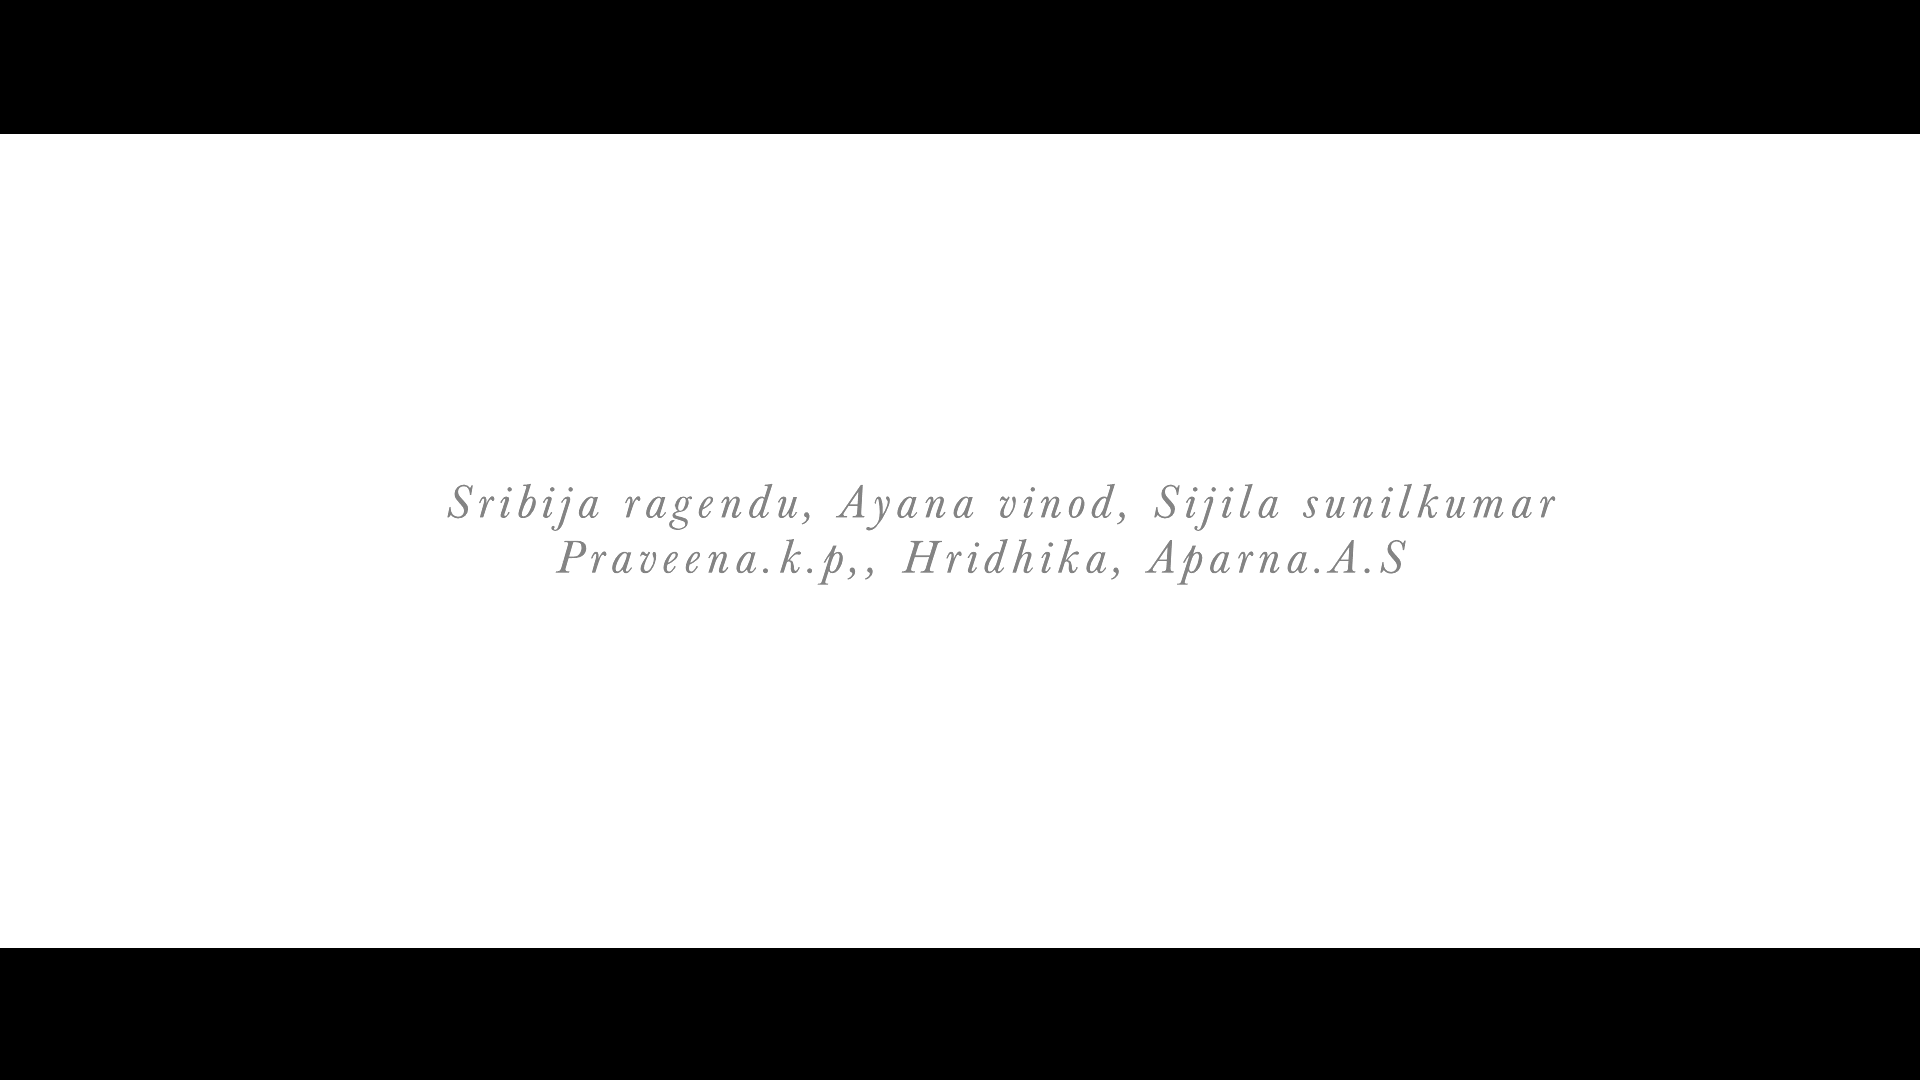 Sribija ragendu, Ayana vinod, Sijila sunilkumar
Praveena.k.p,, Hridhika, Aparna.A.S